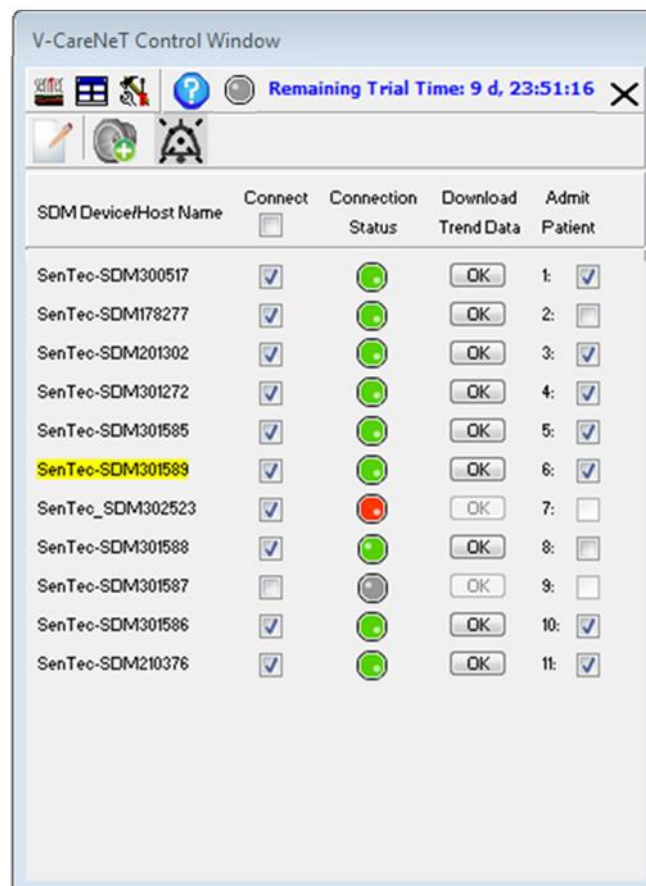 V-CareNeT Control Window
SENTEC
Remaining Trial Time: 9 d, 23:51:16
SDM Device/Host Name Connect Connection Status Download Trend Data Admit Patient
SenTec-SDM300517 OK 1:
SenTec-SDM178277 OK 2:
SenTec-SDM201302 OK 3:
SenTec-SDM301272 OK 4:
SenTec-SDM301585 OK 5:
SenTec-SDM301589 OK 6:
SenTec_SDM302523 OK 7:
SenTec-SDM301588 OK 8:
SenTec-SDM301587 OK 9:
SenTec-SDM301586 OK 10:
SenTec-SDM210376 OK 11: